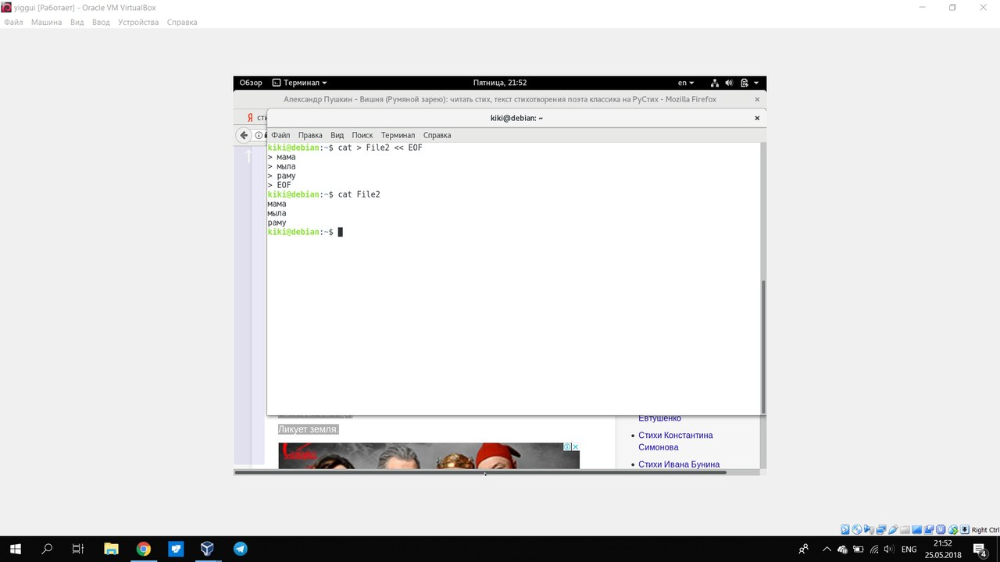 yiggui [Работает] - Oracle VM VirtualBox
Файл Машина Вид Ввод Устройства Справка
Обзор Терминал Пятница, 21:52 en
Александр Пушкин - Вишня (Румяной зарею): читать стих, текст стихотворения поэта классика на РуСтих - Mozilla Firefox
Я сти
kiki@debian: ~
Файл Правка Вид Поиск Терминал Справка
kiki@debian:~$ cat > File2 << EOF
> мама
> мыла
> раму
> EOF
kiki@debian:~$ cat File2
мама
мыла
раму
kiki@debian:~$
Евтушенко
Ликует земля.
Стихи Константина
Симонова
Стихи Ивана Бунина
Right Ctrl
ENG
21:52
25.05.2018
4